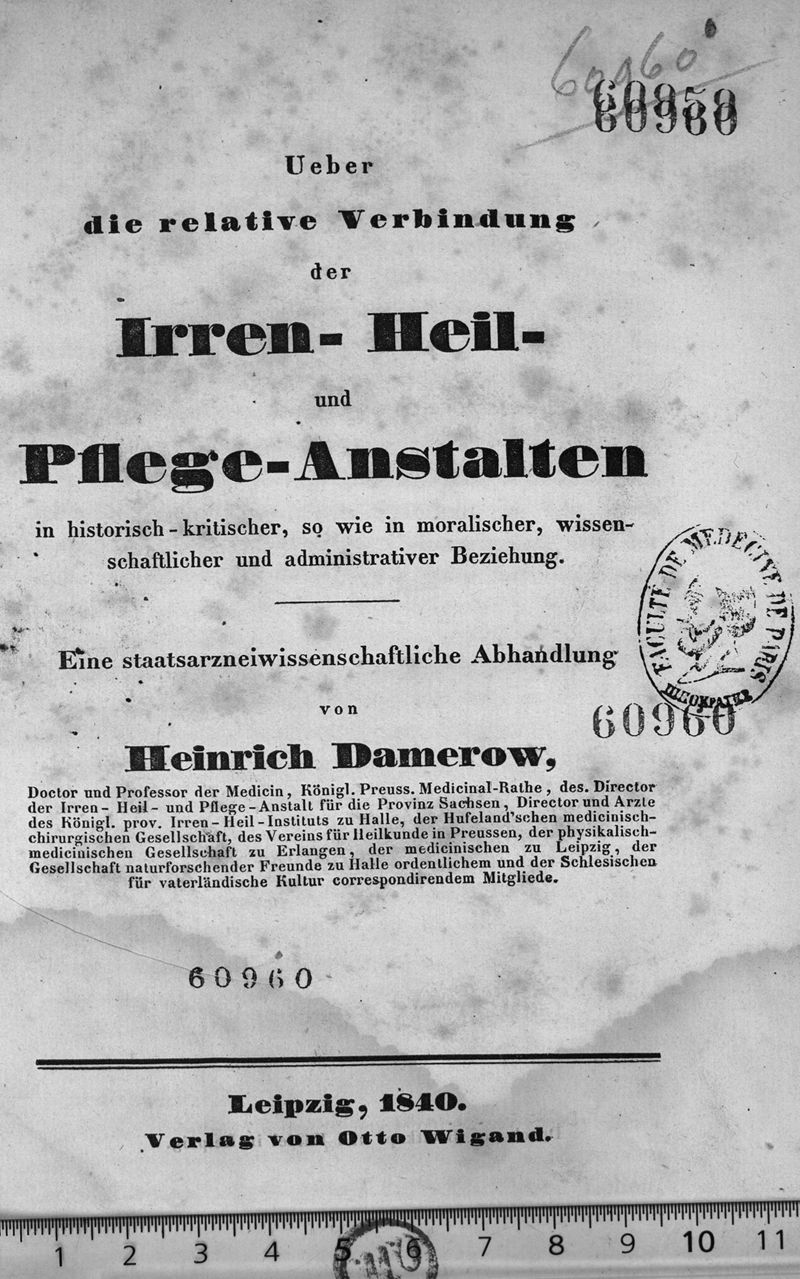 60960
60960
Ueber
die relative Verbindung
der
Irren- Heil-
und
Pflege-Anstalten
in historisch-kritischer, so wie in moralischer, wissen-
schaftlicher und administrativer Beziehung.
Eine staatsarzneiwissenschaftliche Abhandlung
FACULTÉ DE MEDECINE DE PARIS
von
60960
Heinrich Damerow,
Doctor und Professor der Medicin, Königl. Preuss. Medicinal-Rathe, des. Director
der Irren- Heil- und Pflege-Anstalt für die Provinz Sachsen, Director und Arzte
des Königl. prov. Irren-Heil-Instituts zu Halle, der Hufeland'schen medicinisch-
chirurgischen Gesellschaft, des Vereins für Heilkunde in Preussen, der physikalisch-
medicinischen Gesellschaft zu Erlangen, der medicinischen zu Leipzig, der
Gesellschaft naturforschender Freunde zu Halle ordentlichem und der Schlesischen
für vaterländische Kultur correspondirendem Mitgliede.
60960
Leipzig, 1840.
Verlag von Otto Wigand.
1 2 3 4 5 6 7 8 9 10 11